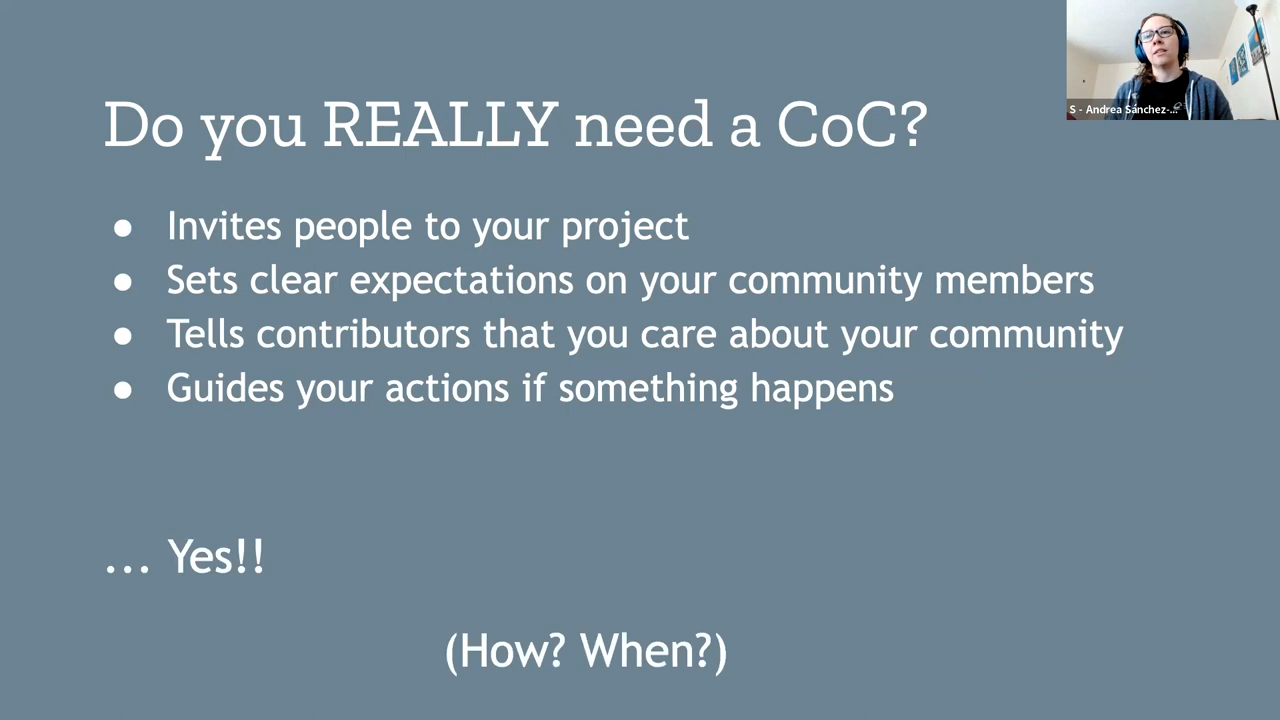 Do you REALLY need a CoC?
S - Andrea Sánchez-...
● Invites people to your project
● Sets clear expectations on your community members
● Tells contributors that you care about your community
● Guides your actions if something happens
... Yes!!
(How? When?)